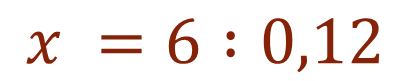 x = 6 : 0,12